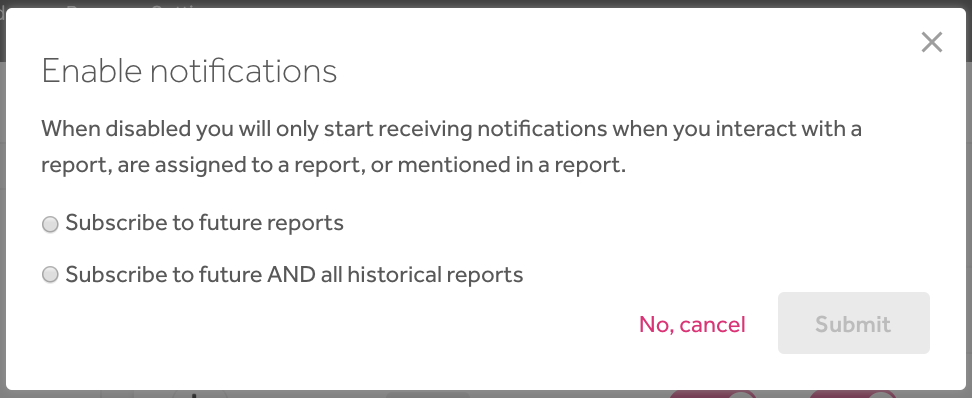 Enable notifications
When disabled you will only start receiving notifications when you interact with a
report, are assigned to a report, or mentioned in a report.
Subscribe to future reports
Subscribe to future AND all historical reports
No, cancel
Submit